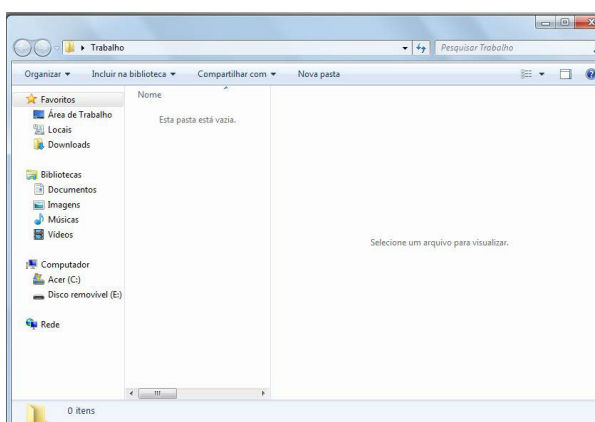 Trabalho
Pesquisar Trabalho
Organizar Incluir na biblioteca Compartilhar com Nova pasta
Favoritos
Área de Trabalho
Locais
Downloads
Bibliotecas
Documentos
Imagens
Músicas
Vídeos
Computador
Acer (C:)
Disco removível (E:)
Rede
Nome
Esta pasta está vazia.
Selecione um arquivo para visualizar.
0 itens